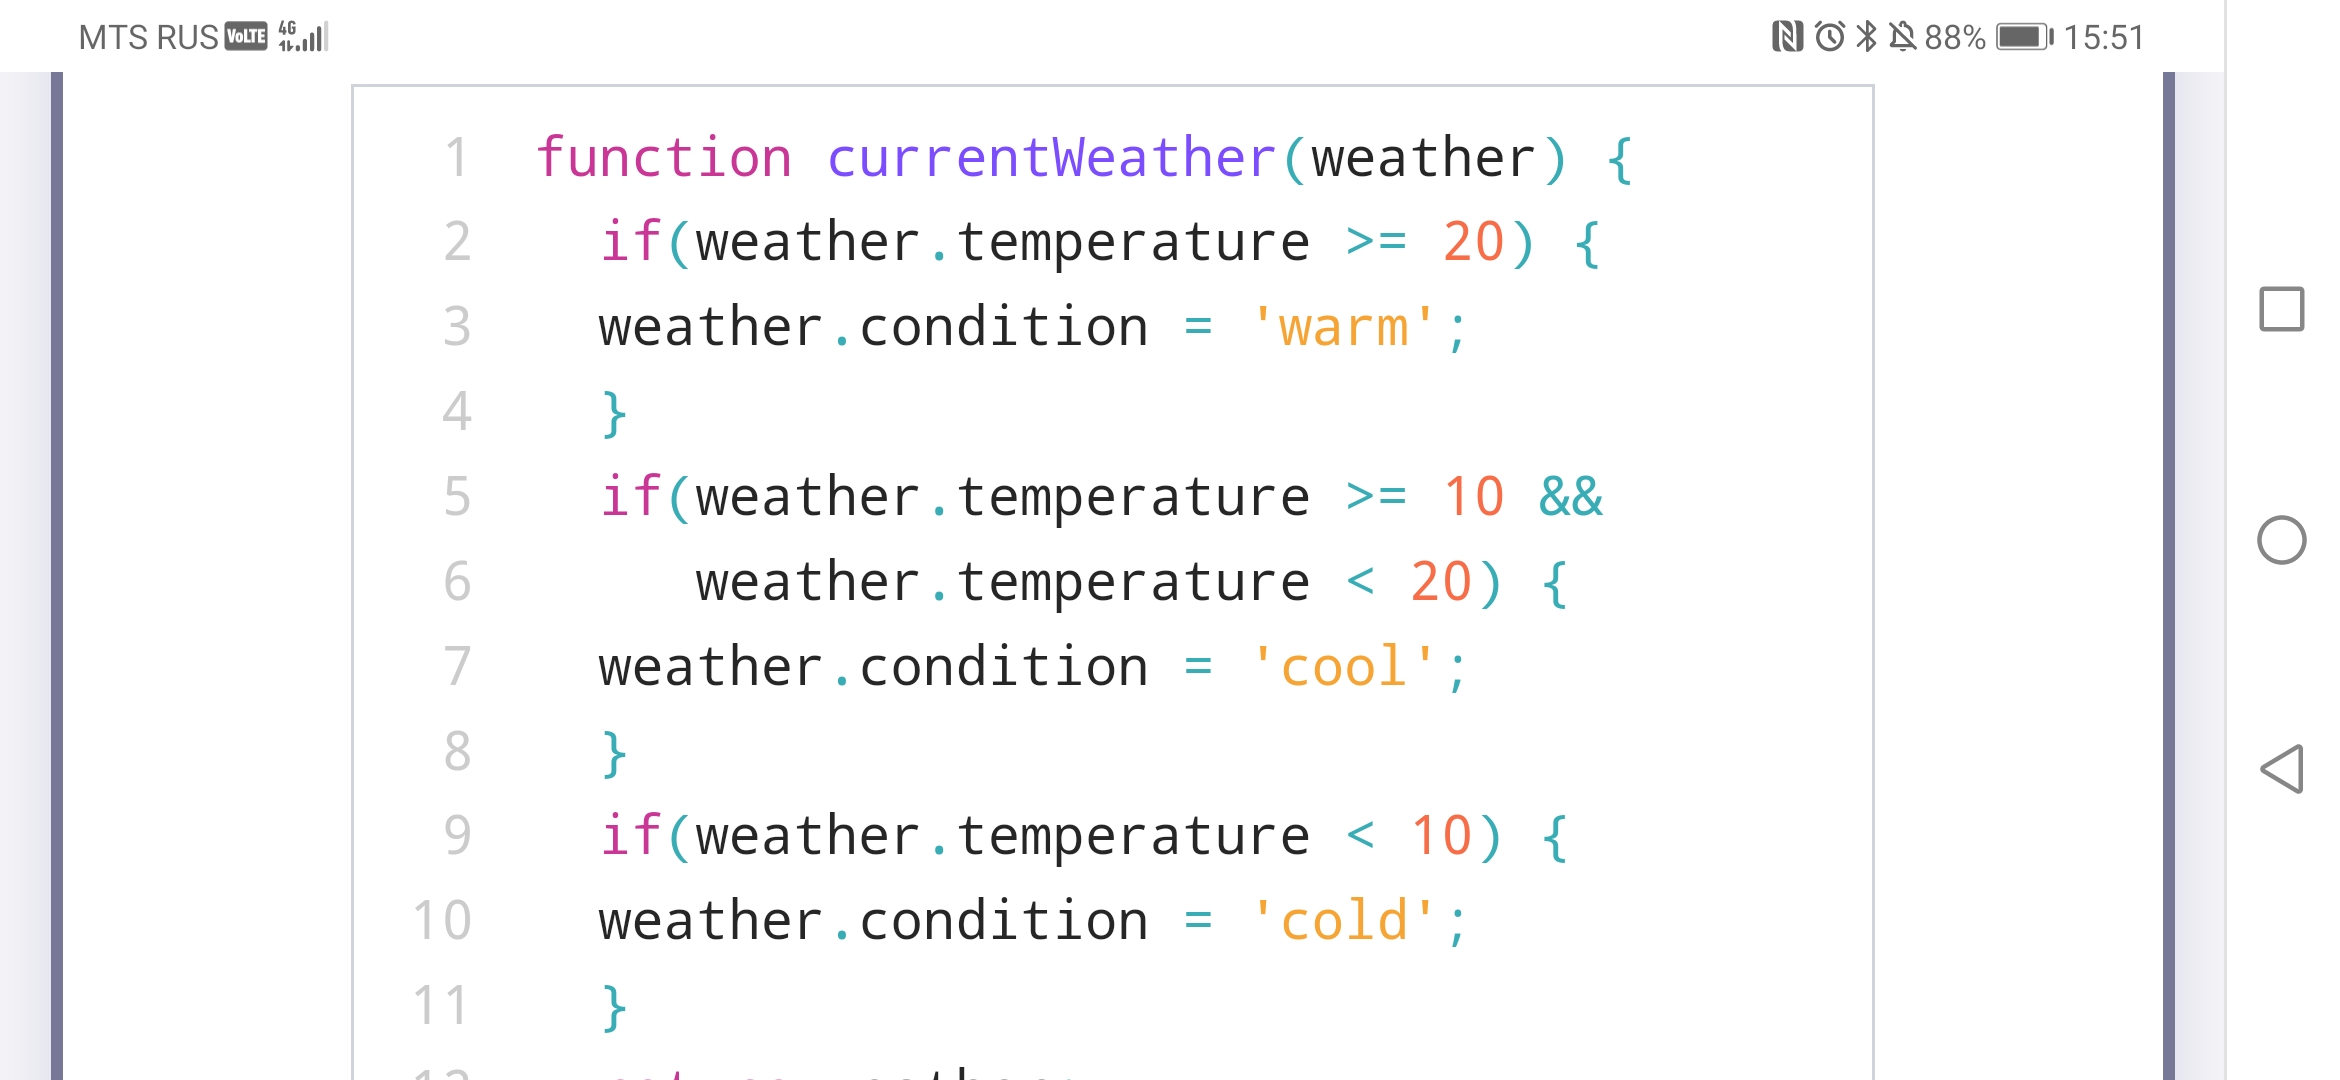 MTS RUS VoLTE 4G 88% 15:51
1 function currentWeather(weather) {
2 if(weather.temperature >= 20) {
3 weather.condition = 'warm';
4 }
5 if(weather.temperature >= 10 &&
6 weather.temperature < 20) {
7 weather.condition = 'cool';
8 }
9 if(weather.temperature < 10) {
10 weather.condition = 'cold';
11 }